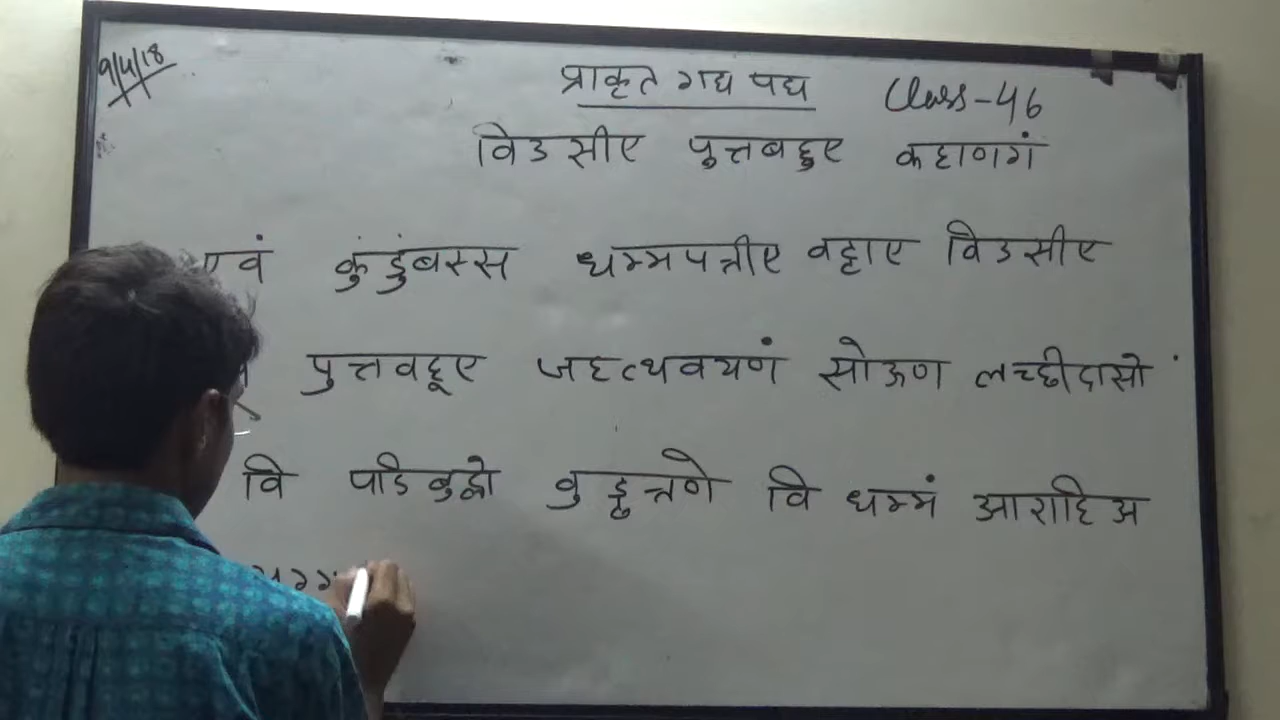 9/4/18
प्राकृत गद्य पद्य Class-46
विउसीए पुत्तबहुए कहाणगं
एवं कुंडुंबस्स धम्मपत्तीए वट्टाए विउसीए
पुत्तवहूए जहत्थवयणं सोऊण लच्छीदासो
वि पडिबुद्धो वुड्ढत्तणे वि धम्मं आराहिअ